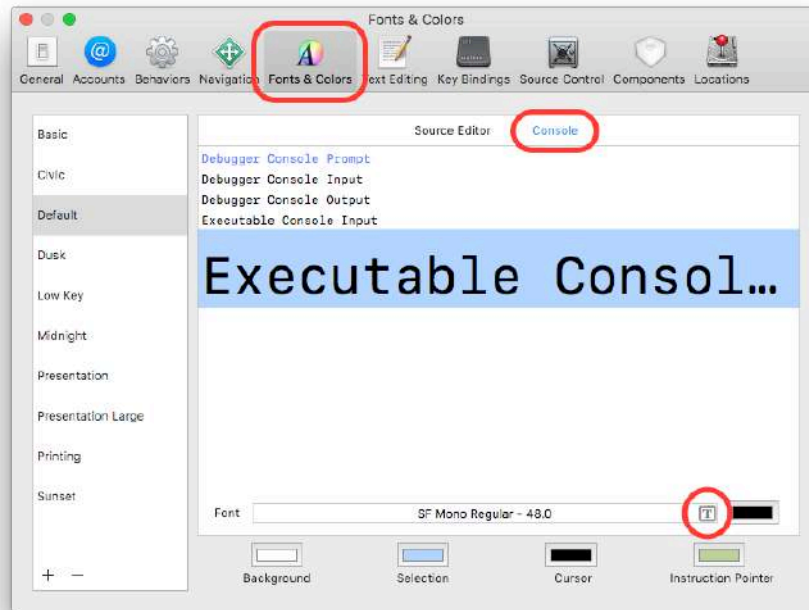 Fonts & Colors
General Accounts Behaviors Navigation Fonts & Colors Text Editing Key Bindings Source Control Components Locations
Source Editor Console
Basic
Civic
Default
Dusk
Low Key
Midnight
Presentation
Presentation Large
Printing
Sunset
Debugger Console Prompt
Debugger Console Input
Debugger Console Output
Executable Console Input
Executable Consol...
Font SF Mono Regular - 48.0 T
Background Selection Cursor Instruction Pointer